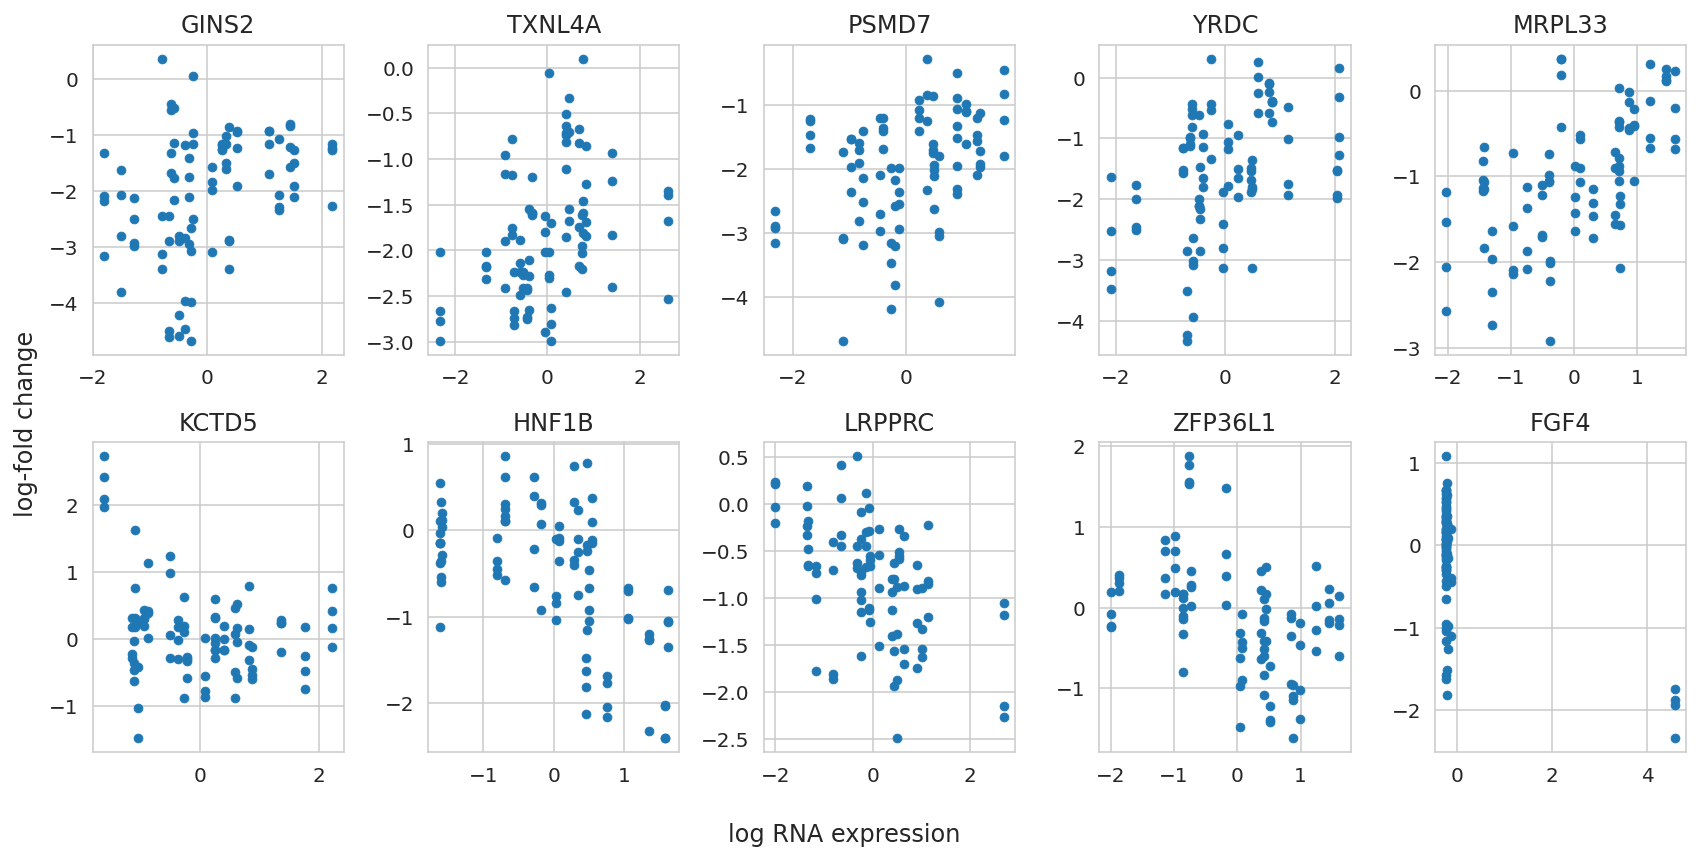 GINS2 TXNL4A PSMD7 YRDC MRPL33
0 0.0 −1 0 0
−1 −0.5 −2 −1 −1
−2 −1.0 −3 −2 −2
−3 −1.5 −4 −3 −3
−4 −2.0 −4
−2.5
−3.0
−2 0 2 −2 0 2 0 −2 0 2 −2 −1 0 1
log-fold change
KCTD5 HNF1B LRPPRC ZFP36L1 FGF4
2 1 0.5 2 1
1 0 0.0 1 0
0 −1 −0.5 0 −1
−1 −2 −1.0 −1 −2
−1.5
−2.0
−2.5
0 2 −1 0 1 −2 0 2 −2 −1 0 1 0 2 4
log RNA expression